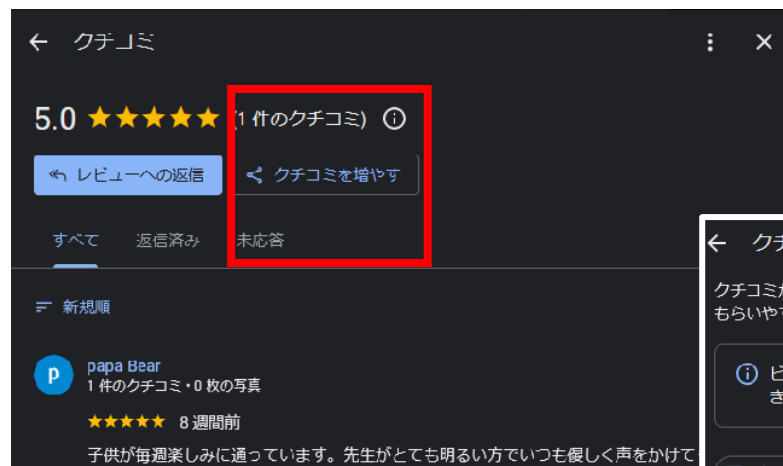 クチコミ
5.0 (1 件のクチコミ)
レビューへの返信 クチコミを増やす
すべて 返信済み 未応答
新規順
p papa Bear
1 件のクチコミ・0 枚の写真
8 週間前
子供が毎週楽しみに通っています。先生がとても明るい方でいつも優しく声をかけて
クチ
クチコミ
もらいや